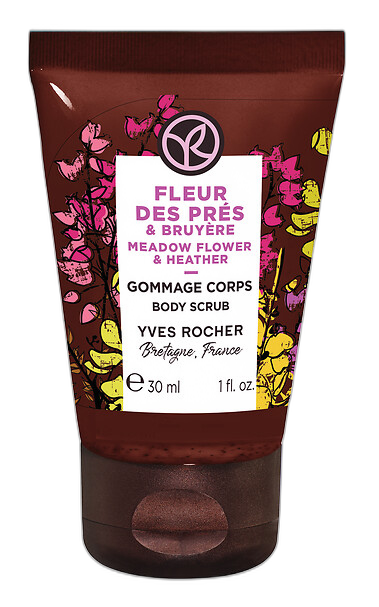 FLEUR
DES PRÉS
& BRUYÈRE
MEADOW FLOWER
& HEATHER
GOMMAGE CORPS
BODY SCRUB
YVES ROCHER
Bretagne, France
℮ 30 ml 1 fl. oz.